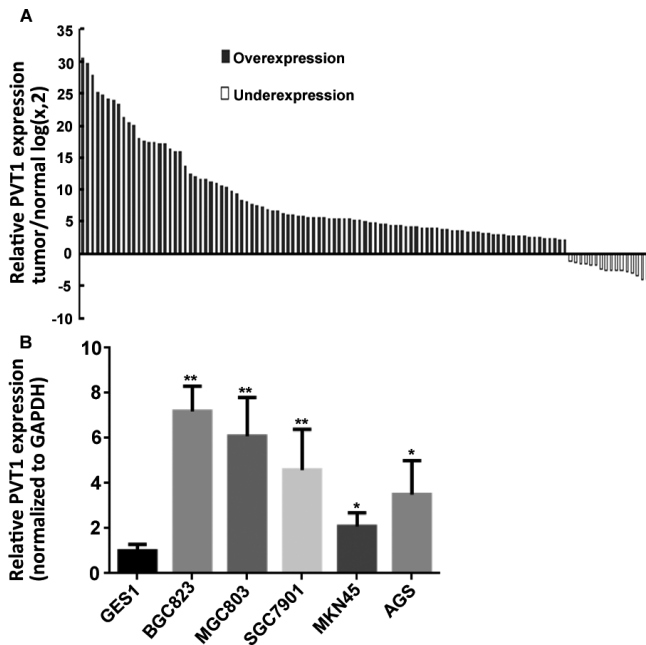 A
Relative PVT1 expression
tumor/normal log(x,2)
35
30
25
20
15
10
5
0
-5
-10
Overexpression
Underexpression
B
Relative PVT1 expression
(normalized to GAPDH)
10
8
6
4
2
0
** ** ** * *
GES1 BGC823 MGC803 SGC7901 MKN45 AGS